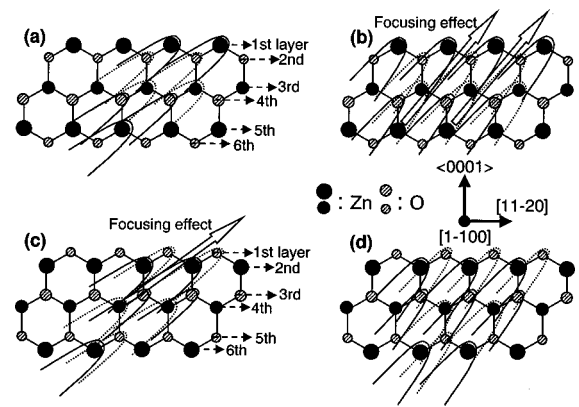 (a)
1st layer
2nd
3rd
4th
5th
6th
Focusing effect
(b)
<0001>
: Zn
: O
[11-20]
[1-100]
Focusing effect
(c)
1st layer
2nd
3rd
4th
5th
6th
(d)